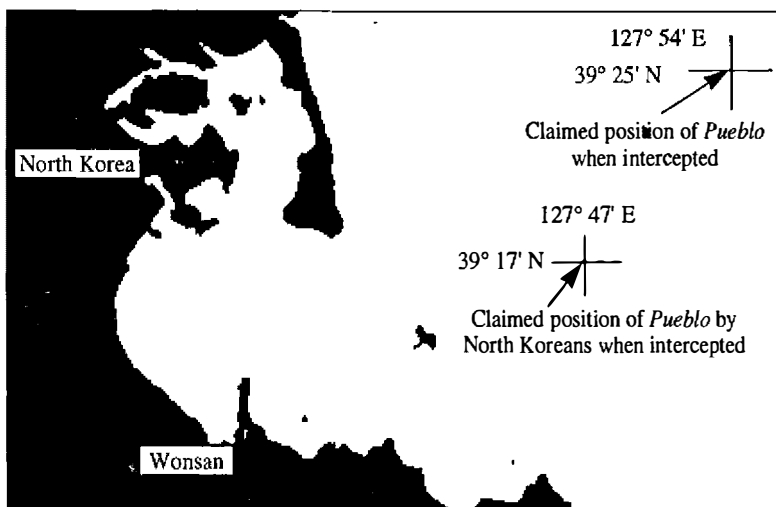 127° 54' E
39° 25' N
Claimed position of Pueblo
when intercepted
North Korea
127° 47' E
39° 17' N
Claimed position of Pueblo by
North Koreans when intercepted
Wonsan